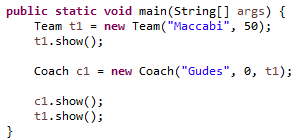 public static void main(String[] args) {
    Team t1 = new Team("Maccabi", 50);
    t1.show();

    Coach c1 = new Coach("Gudes", 0, t1);

    c1.show();
    t1.show();
}